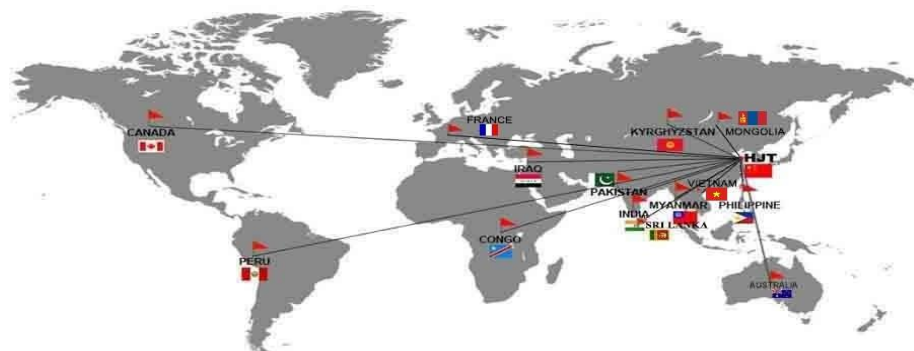 FRANCE
CANADA
KYRGHYZSTAN
MONGOLIA
HJT
IRAQ
PAKISTAN
VIETNAM
MYANMAR
PHILIPPINE
INDIA
SRI LANKA
CONGO
PERU
AUSTRALIA